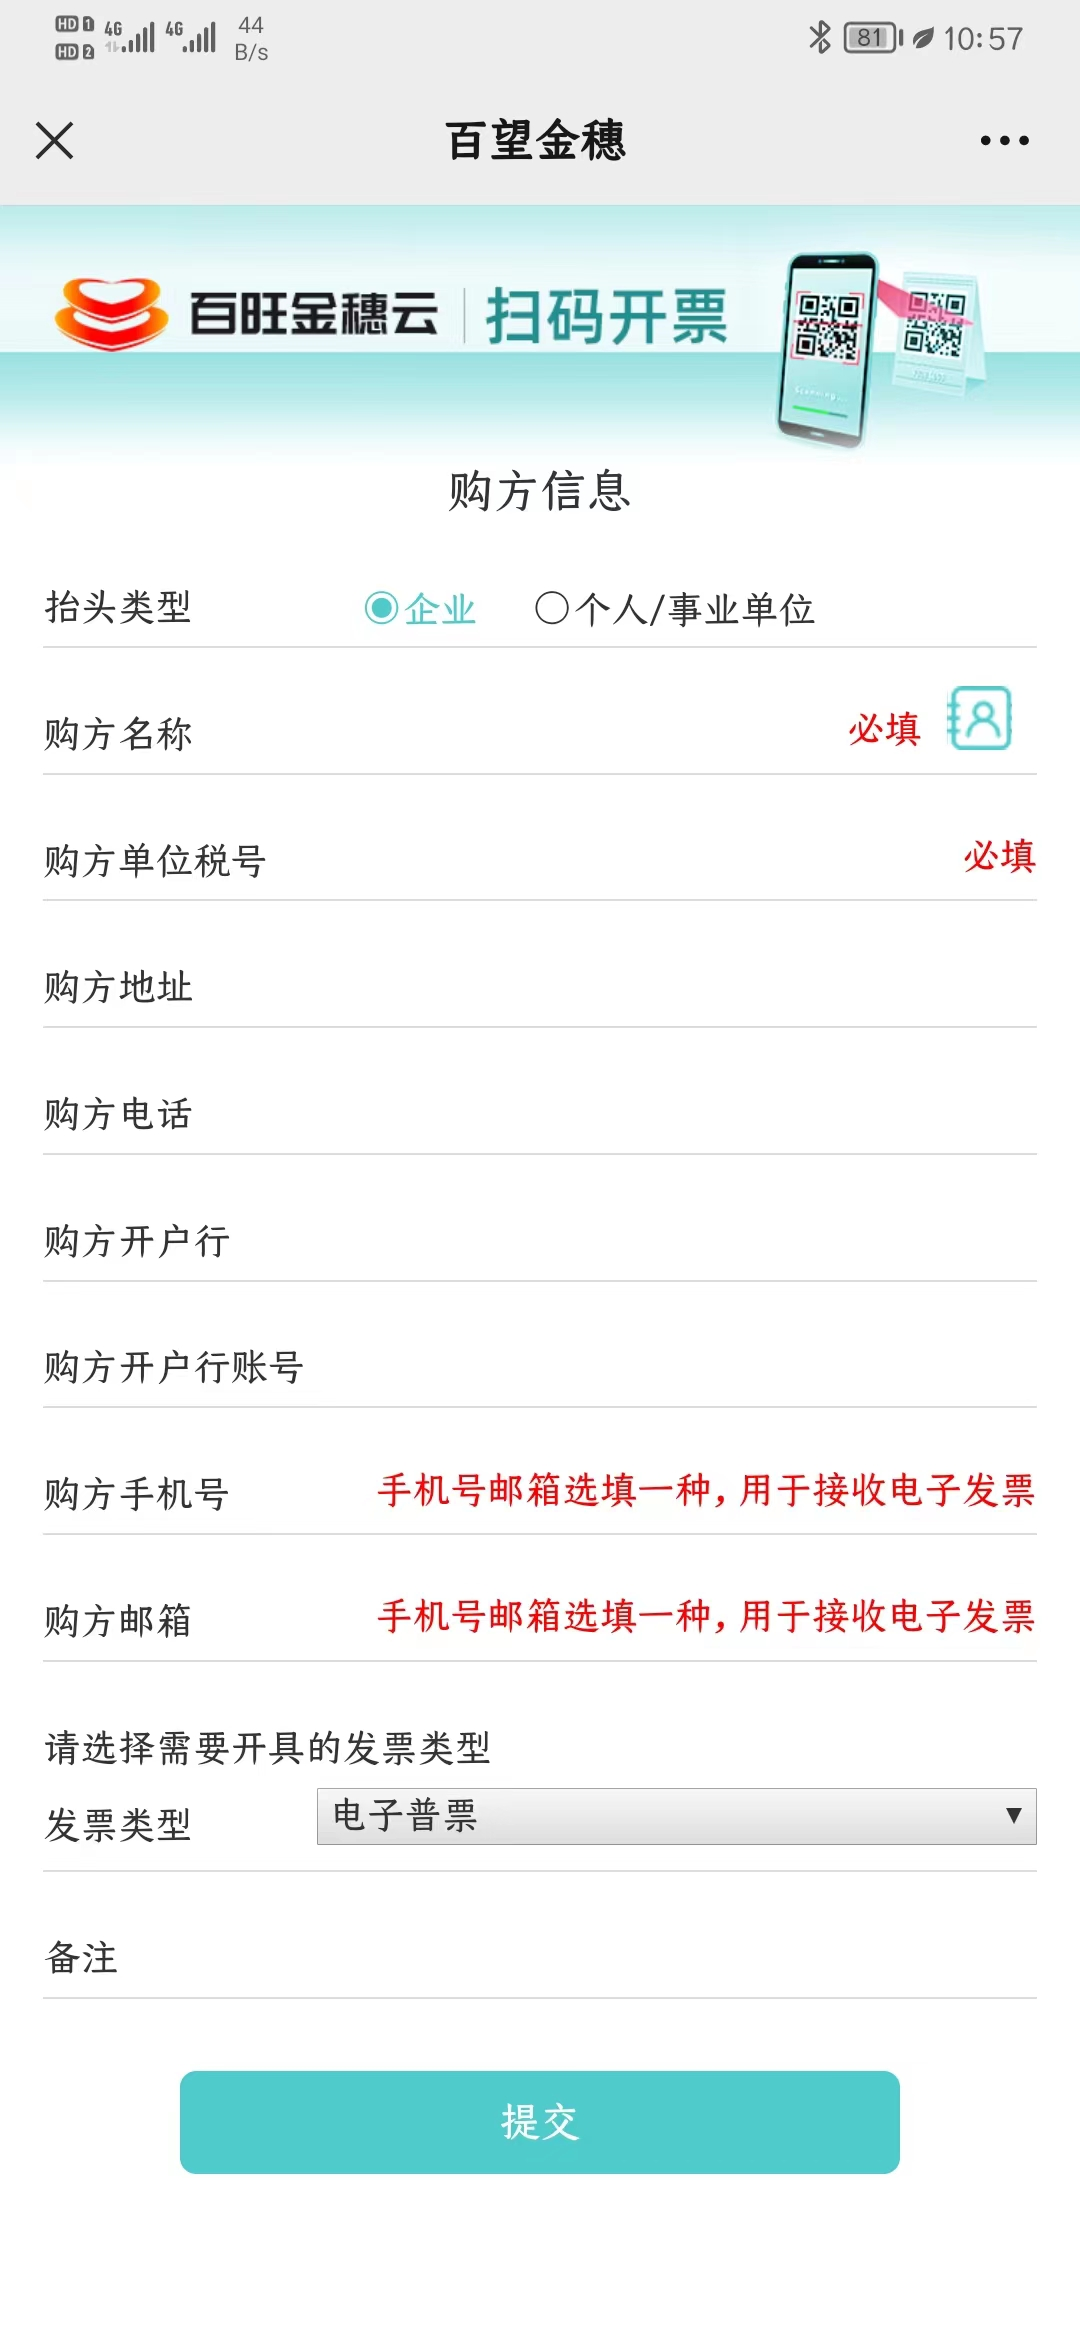 HD 1 4G 4G 44
HD 2 B/s
81 10:57
百望金穗
百旺金穗云 扫码开票
Scanning...
购方信息
抬头类型 企业 个人/事业单位
购方名称 必填
购方单位税号 必填
购方地址
购方电话
购方开户行
购方开户行账号
购方手机号 手机号邮箱选填一种,用于接收电子发票
购方邮箱 手机号邮箱选填一种,用于接收电子发票
请选择需要开具的发票类型
发票类型 电子普票
备注
提交